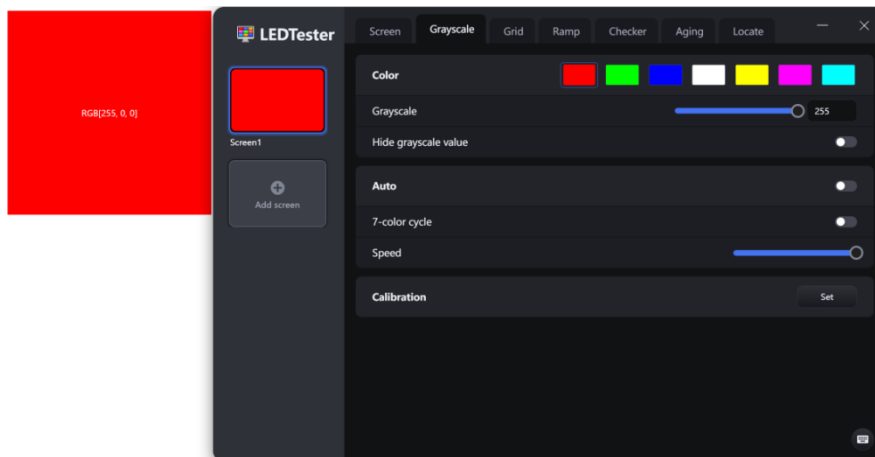 RGB[255, 0, 0]
LEDTester
Screen1
Add screen
Screen Grayscale Grid Ramp Checker Aging Locate
Color
Grayscale 255
Hide grayscale value
Auto
7-color cycle
Speed
Calibration Set